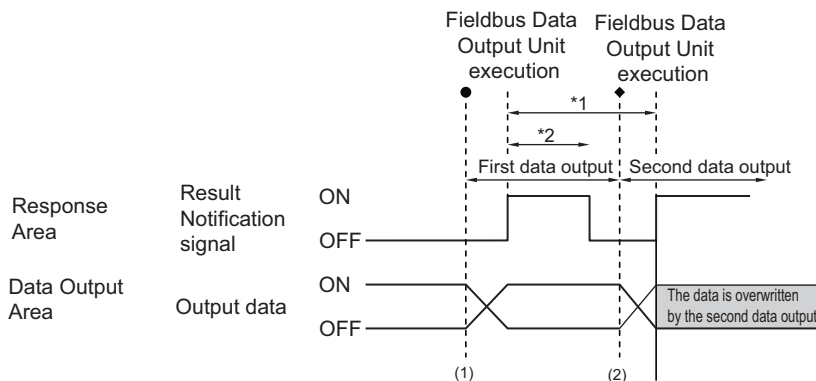 Fieldbus Data
Output Unit
execution
Fieldbus Data
Output Unit
execution
*1
*2
First data output
Second data output
Response
Area
Result
Notification
signal
ON
OFF
Data Output
Area
Output data
ON
OFF
The data is overwritten
by the second data output
(1)
(2)